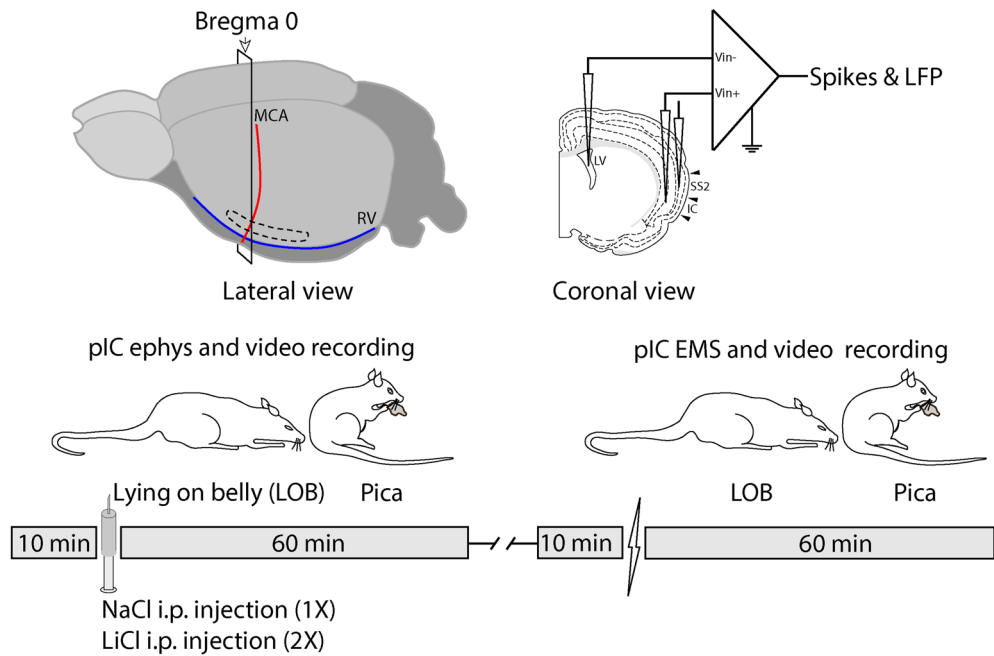 Bregma 0
MCA
RV
Lateral view
Vin-
Vin+
Spikes & LFP
LV
SS2
IC
Coronal view
pIC ephys and video recording
Lying on belly (LOB) Pica
10 min 60 min
NaCl i.p. injection (1X)
LiCl i.p. injection (2X)
pIC EMS and video recording
LOB Pica
10 min 60 min